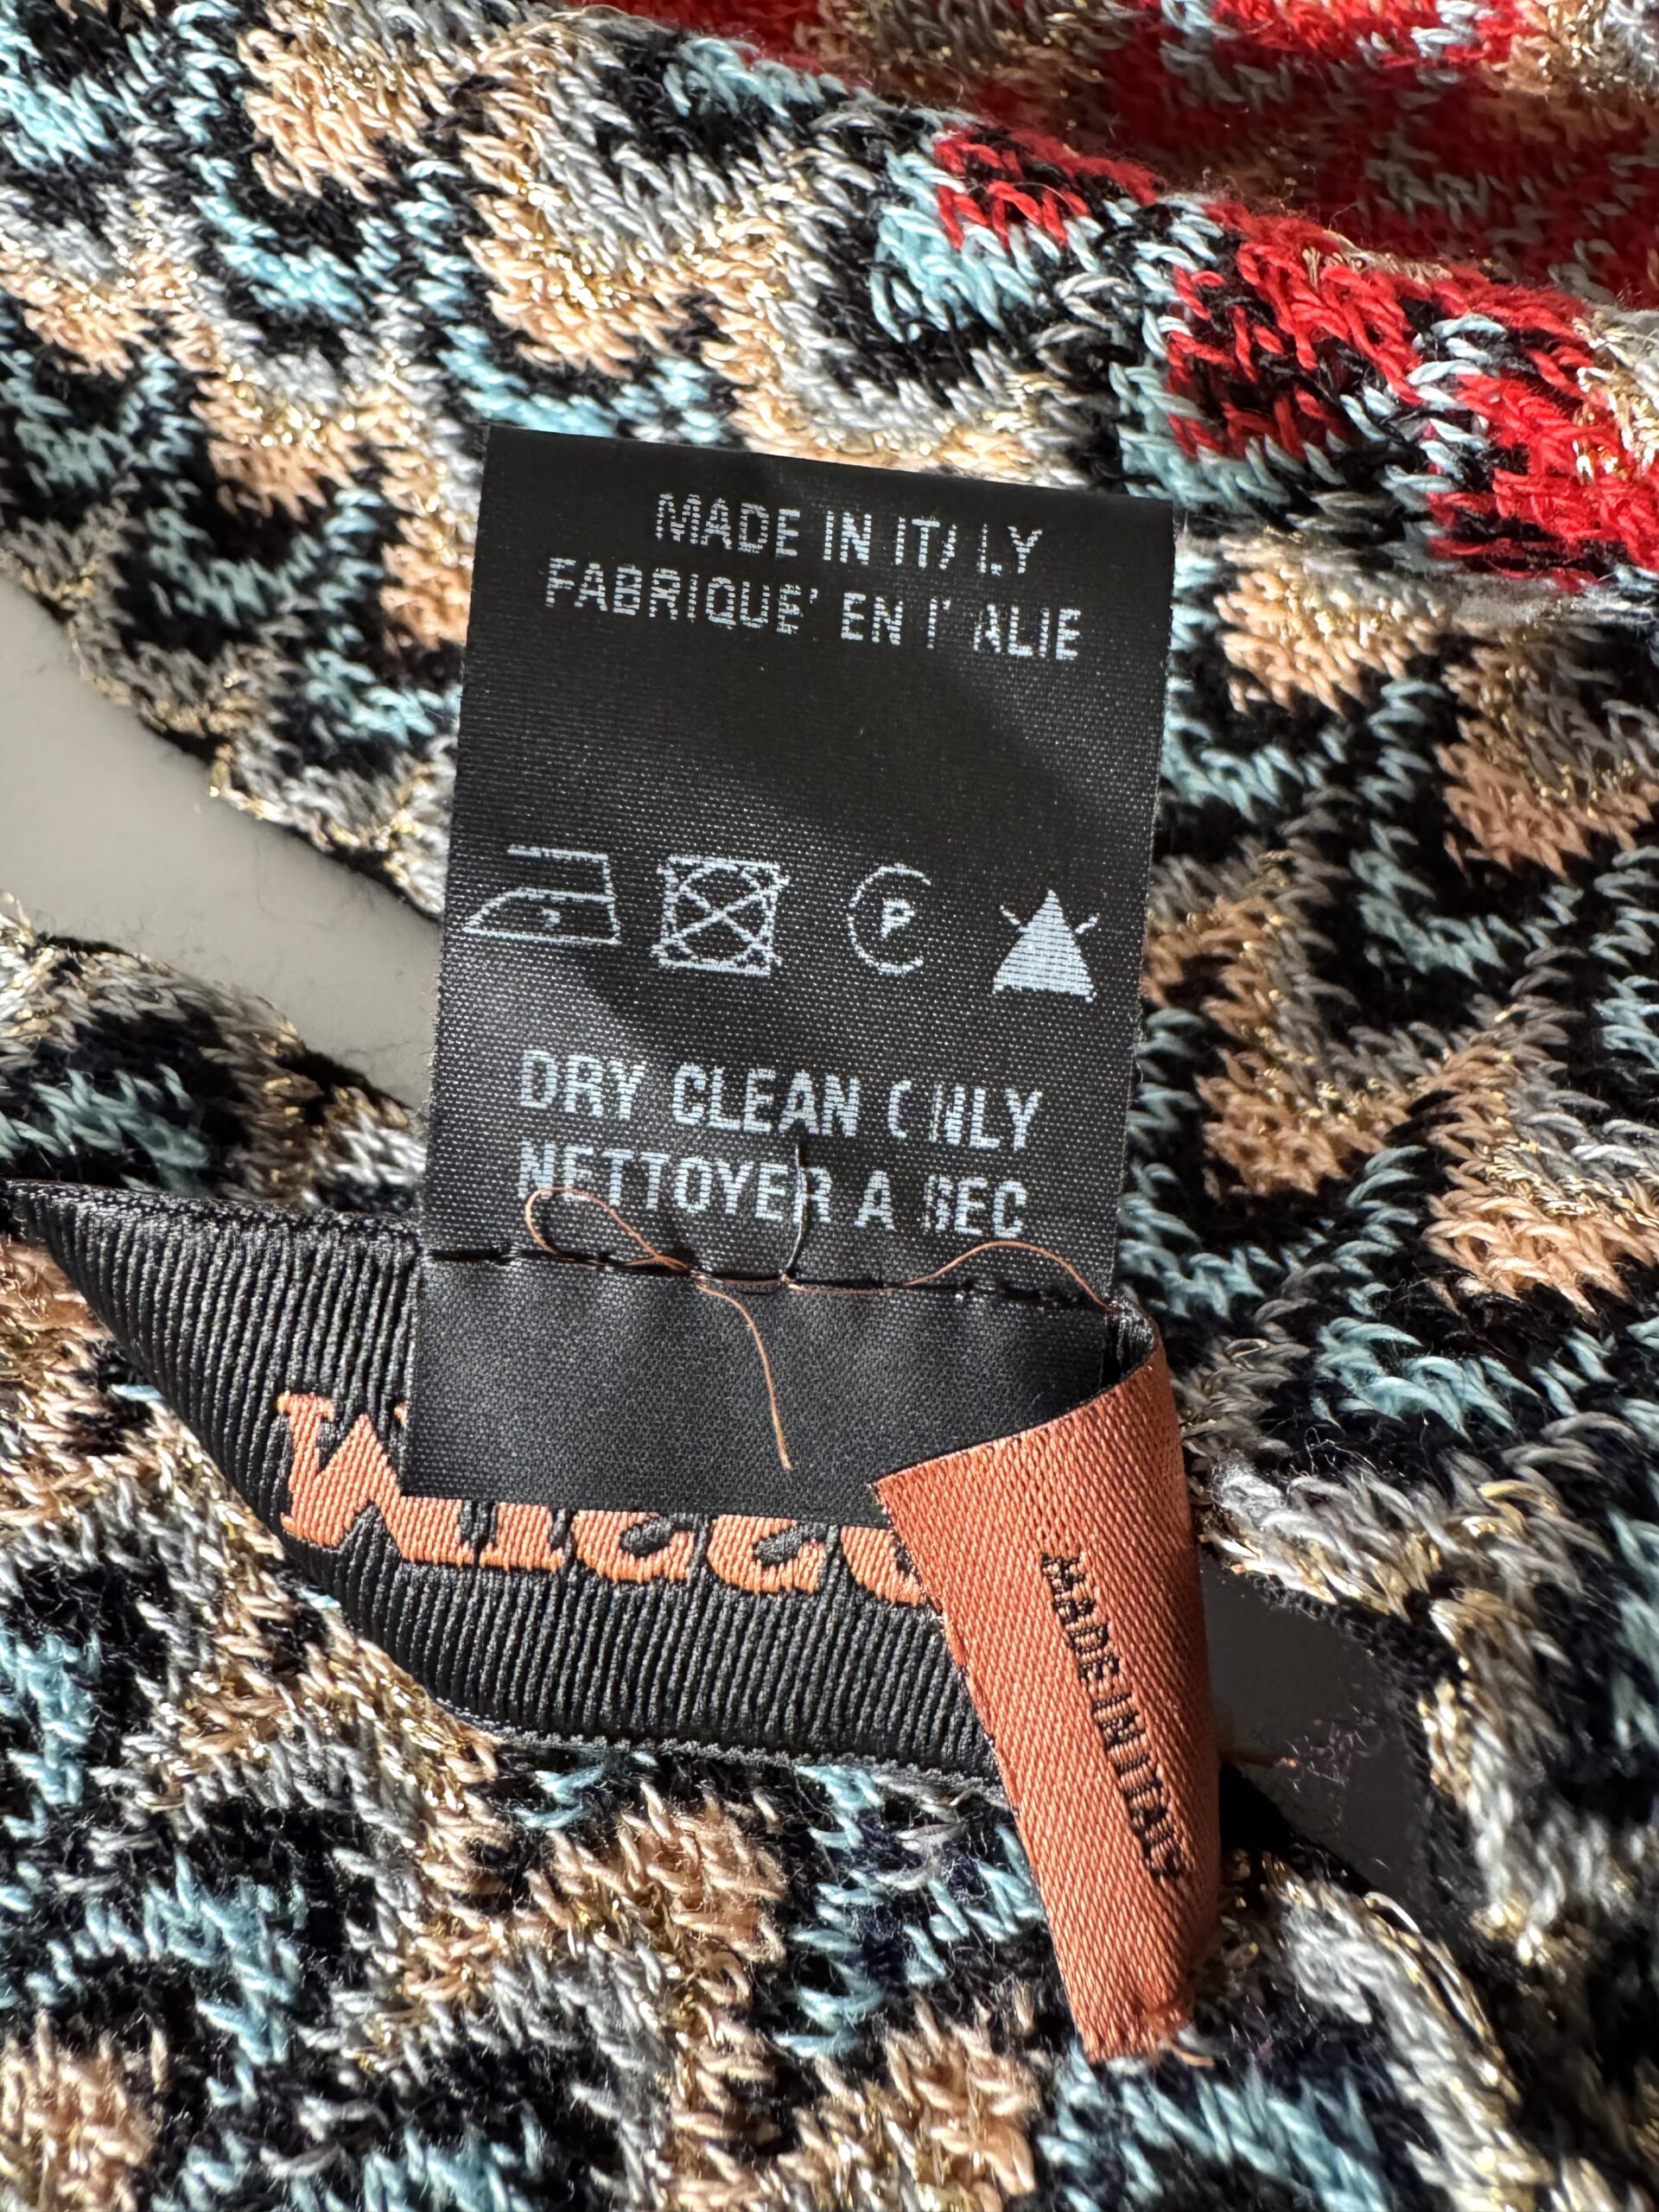 MADE IN ITALY
FABRIQUE' EN ITALIE
P
DRY CLEAN ONLY
NETTOYER A SEC
MADE IN ITALY